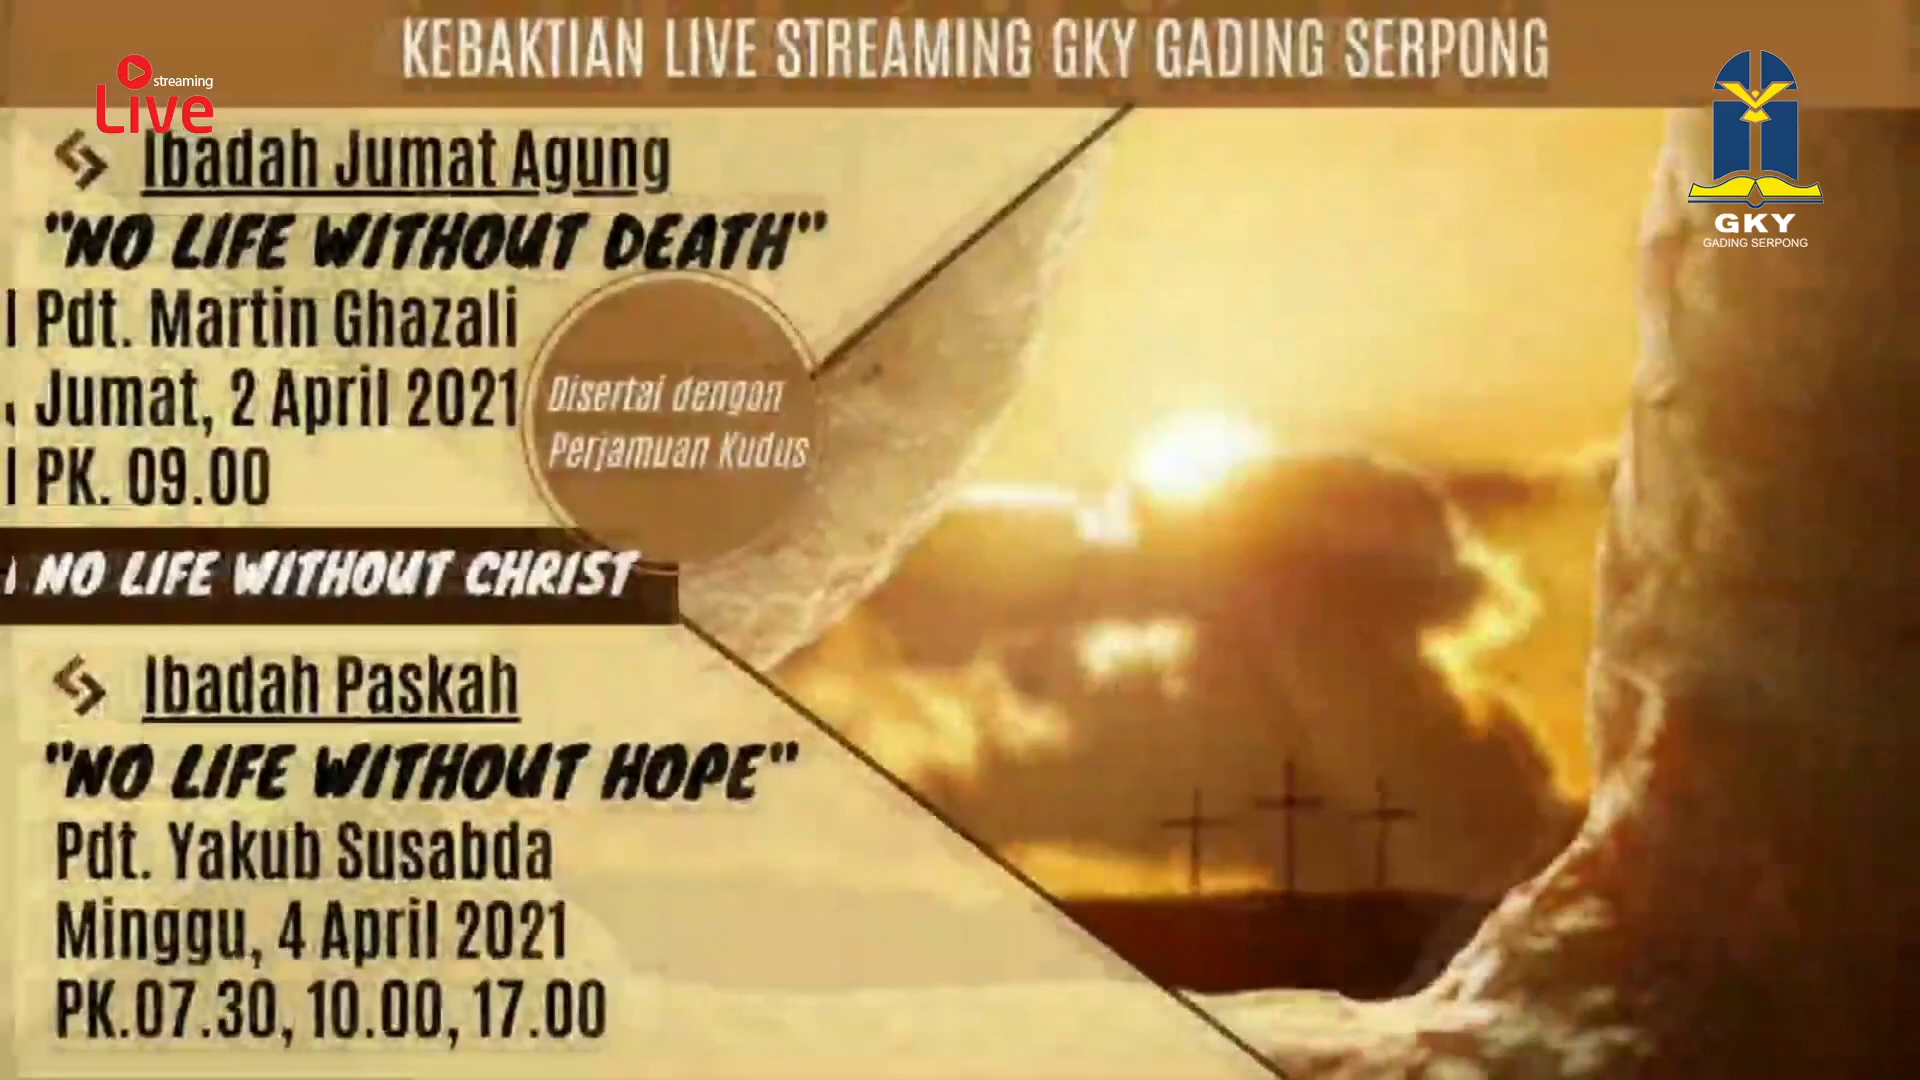 KEBAKTIAN LIVE STREAMING GKY GADING SERPONG
streaming
Live
GKY
GADING SERPONG
Ibadah Jumat Agung
"NO LIFE WITHOUT DEATH"
Pdt. Martin Ghazali
Jumat, 2 April 2021
PK. 09.00
Disertai dengan
Perjamuan Kudus
NO LIFE WITHOUT CHRIST
Ibadah Paskah
"NO LIFE WITHOUT HOPE"
Pdt. Yakub Susabda
Minggu, 4 April 2021
PK.07.30, 10.00, 17.00